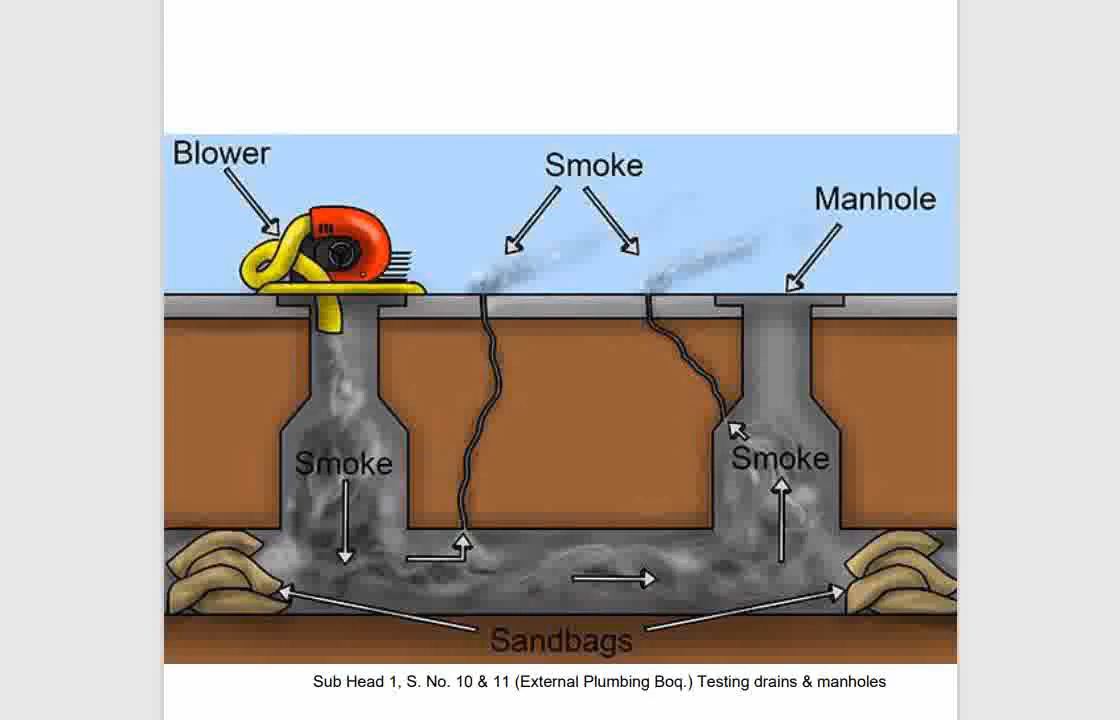 Blower
Smoke
Manhole
Smoke
Smoke
Sandbags
Sub Head 1, S. No. 10 & 11 (External Plumbing Boq.) Testing drains & manholes